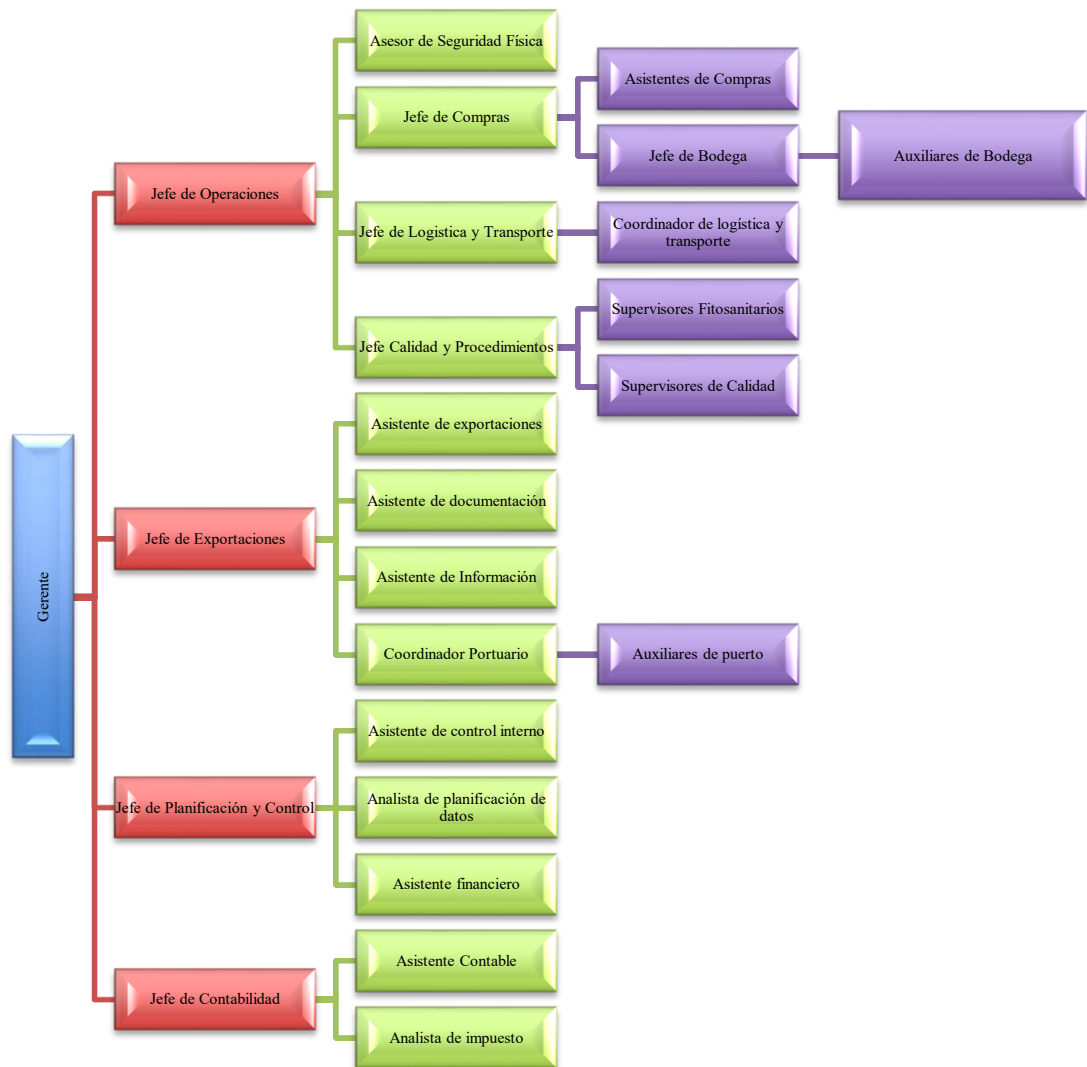 Gerente
Jefe de Operaciones
Asesor de Seguridad Física
Jefe de Compras
Asistentes de Compras
Jefe de Bodega
Auxiliares de Bodega
Jefe de Logistica y Transporte
Coordinador de logística y
transporte
Jefe Calidad y Procedimientos
Supervisores Fitosanitarios
Supervisores de Calidad
Jefe de Exportaciones
Asistente de exportaciones
Asistente de documentación
Asistente de Información
Coordinador Portuario
Auxiliares de puerto
Jefe de Planificación y Control
Asistente de control interno
Analista de planificación de
datos
Asistente financiero
Jefe de Contabilidad
Asistente Contable
Analista de impuesto